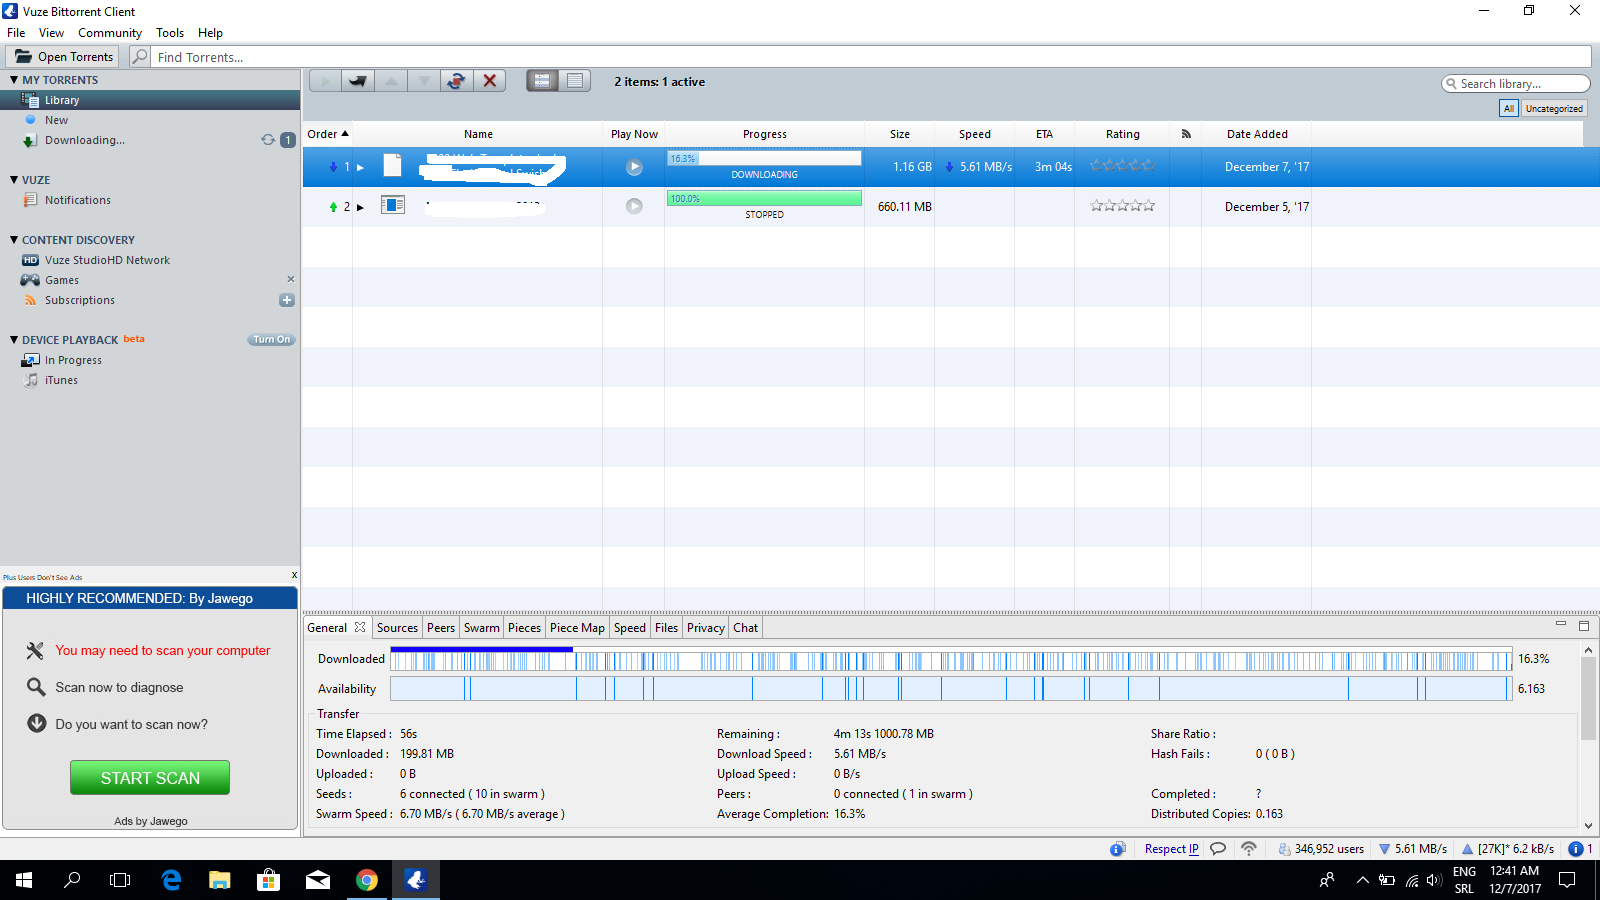 Vuze Bittorrent Client
File View Community Tools Help
Open Torrents Find Torrents...
MY TORRENTS
Library
New
Downloading... 1
VUZE
Notifications
CONTENT DISCOVERY
HD Vuze StudioHD Network
Games
Subscriptions
DEVICE PLAYBACK beta Turn On
In Progress
iTunes
Plus Users Don't See Ads x
HIGHLY RECOMMENDED: By Jawego
You may need to scan your computer
Scan now to diagnose
Do you want to scan now?
START SCAN
Ads by Jawego
2 items: 1 active
Search library...
All Uncategorized
Order Name Play Now Progress Size Speed ETA Rating Date Added
1 16.3% DOWNLOADING 1.16 GB 5.61 MB/s 3m 04s December 7, '17
2 100.0% STOPPED 660.11 MB December 5, '17
General Sources Peers Swarm Pieces Piece Map Speed Files Privacy Chat
Downloaded 16.3%
Availability 6.163
Transfer
Time Elapsed : 56s Remaining : 4m 13s 1000.78 MB Share Ratio :
Downloaded : 199.81 MB Download Speed : 5.61 MB/s Hash Fails : 0 ( 0 B )
Uploaded : 0 B Upload Speed : 0 B/s
Seeds : 6 connected ( 10 in swarm ) Peers : 0 connected ( 1 in swarm ) Completed : ?
Swarm Speed : 6.70 MB/s ( 6.70 MB/s average ) Average Completion: 16.3% Distributed Copies: 0.163
Respect IP 346,952 users 5.61 MB/s [27K]* 6.2 kB/s 1
ENG 12:41 AM
SRL 12/7/2017